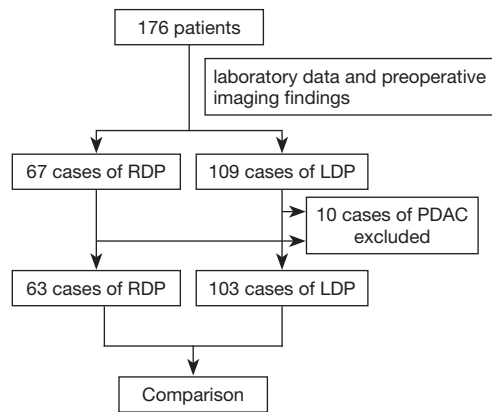 176 patients
laboratory data and preoperative
imaging findings
67 cases of RDP
109 cases of LDP
10 cases of PDAC
excluded
63 cases of RDP
103 cases of LDP
Comparison